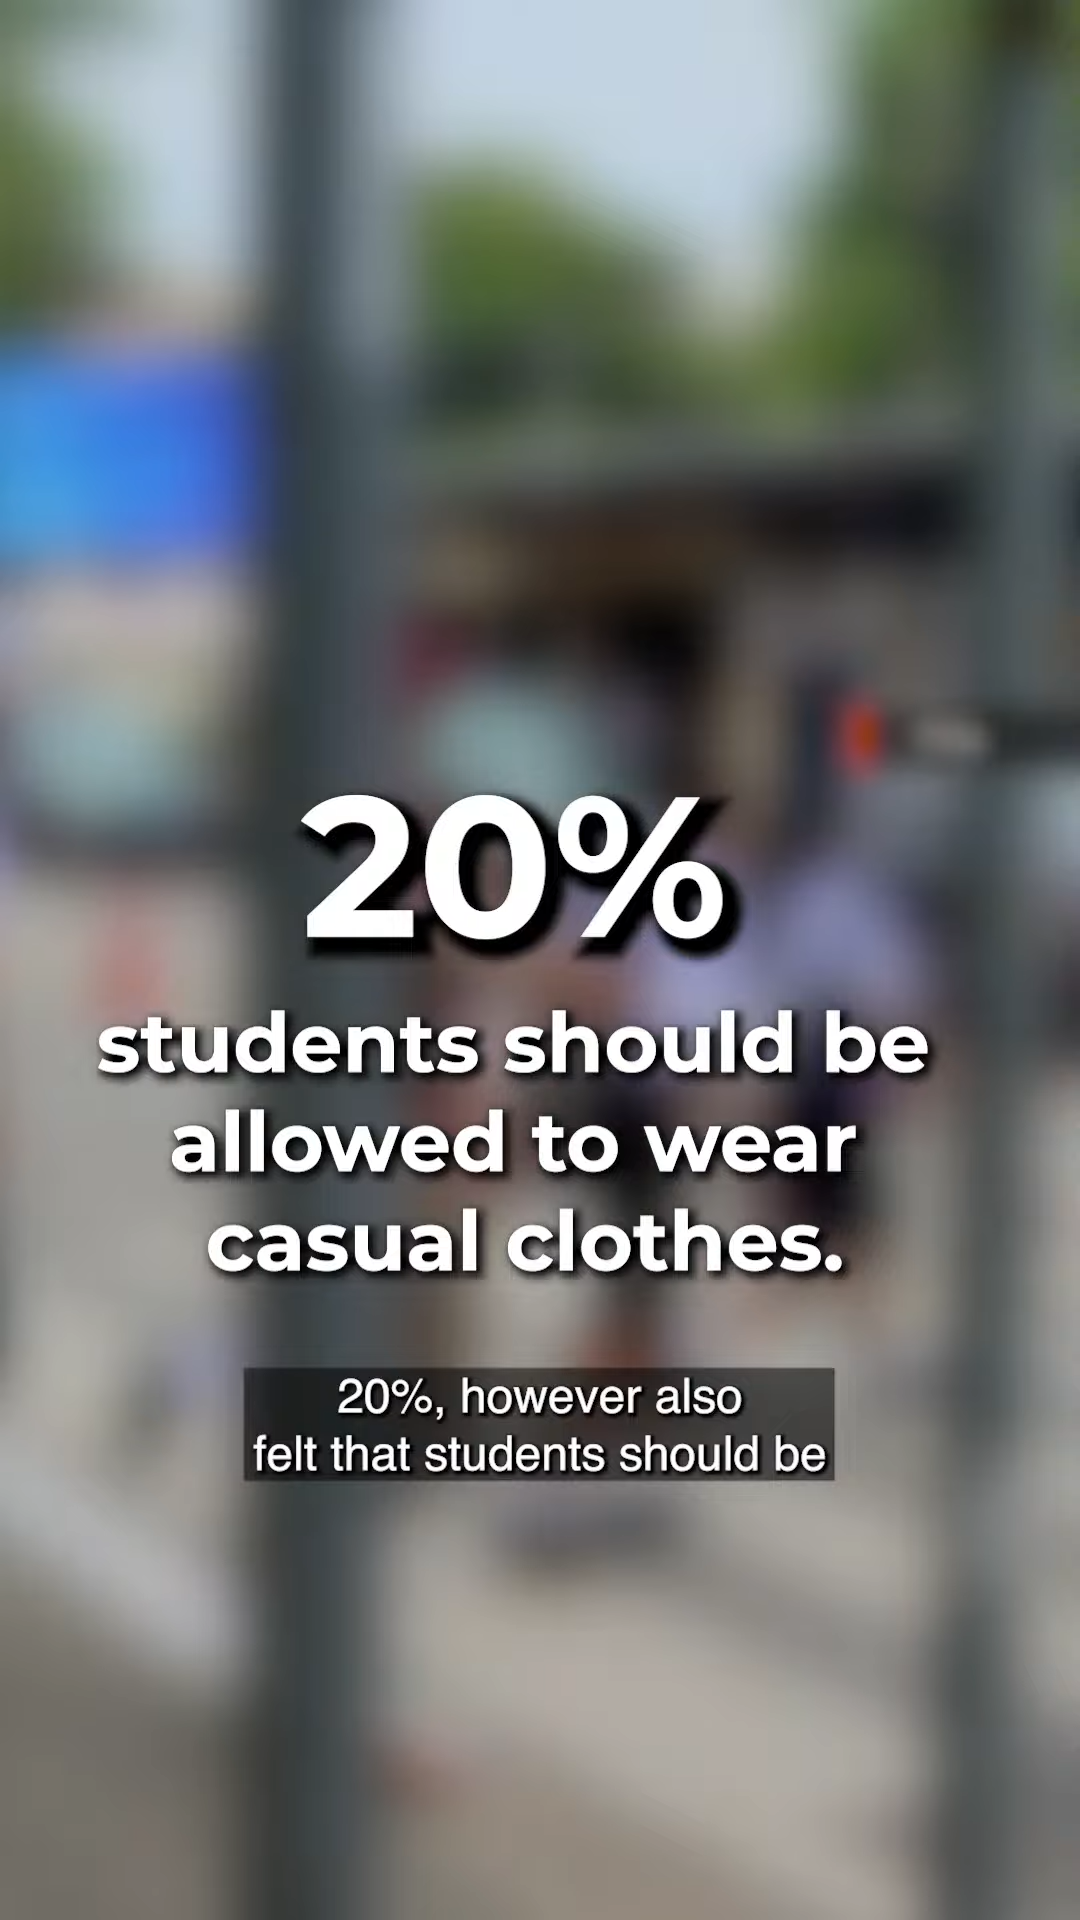 20%
students should be
allowed to wear
casual clothes.
20%, however also
felt that students should be